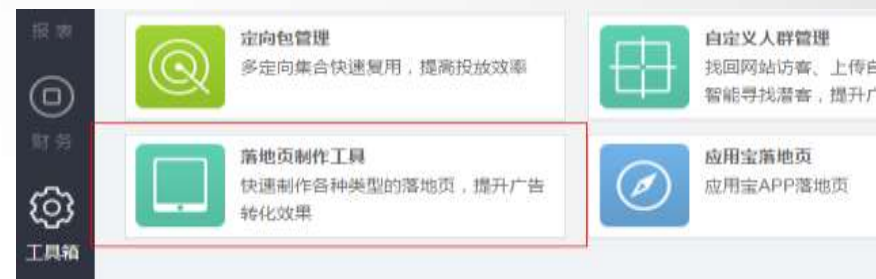 报表
财务
工具箱
定向包管理
多定向集合快速复用，提高投放效率
自定义人群管理
找回网站访客、上传自
智能寻找潜客，提升广
落地页制作工具
快速制作各种类型的落地页，提升广告
转化效果
应用宝落地页
应用宝APP落地页